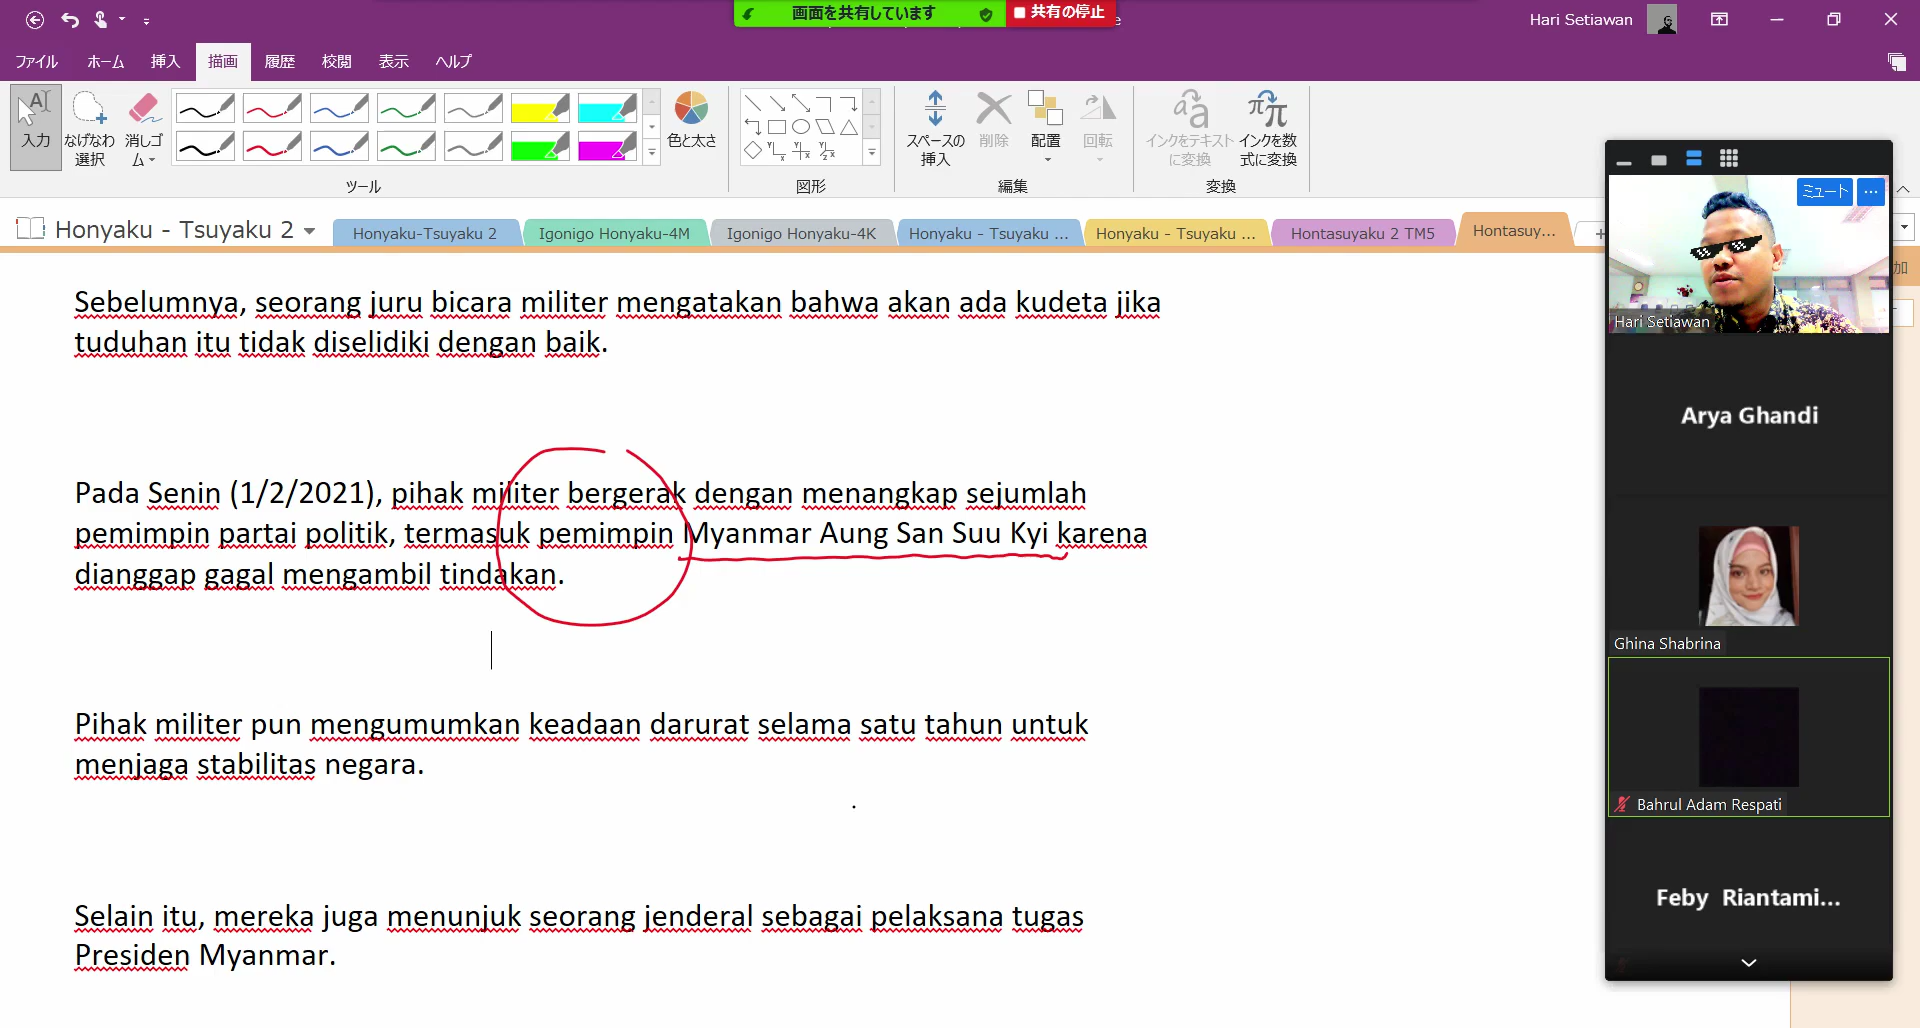 画面を共有しています
共有の停止
Hari Setiawan
ファイル ホーム 挿入 描画 履歴 校閲 表示 ヘルプ
入力
なげなわ
選択
消しゴ
ム
色と太さ
ツール
図形
スペースの
挿入
削除
配置
回転
編集
インクをテキスト
に変換
インクを数
式に変換
変換
Honyaku - Tsuyaku 2
Honyaku-Tsuyaku 2
Igonigo Honyaku-4M
Igonigo Honyaku-4K
Honyaku - Tsuyaku ...
Honyaku - Tsuyaku ...
Hontasuyaku 2 TM5
Hontasuy...
加
Sebelumnya, seorang juru bicara militer mengatakan bahwa akan ada kudeta jika
tuduhan itu tidak diselidiki dengan baik.
Pada Senin (1/2/2021), pihak militer bergerak dengan menangkap sejumlah
pemimpin partai politik, termasuk pemimpin Myanmar Aung San Suu Kyi karena
dianggap gagal mengambil tindakan.
Pihak militer pun mengumumkan keadaan darurat selama satu tahun untuk
menjaga stabilitas negara.
Selain itu, mereka juga menunjuk seorang jenderal sebagai pelaksana tugas
Presiden Myanmar.
ミュート
Hari Setiawan
Arya Ghandi
Ghina Shabrina
Bahrul Adam Respati
Feby Riantami...